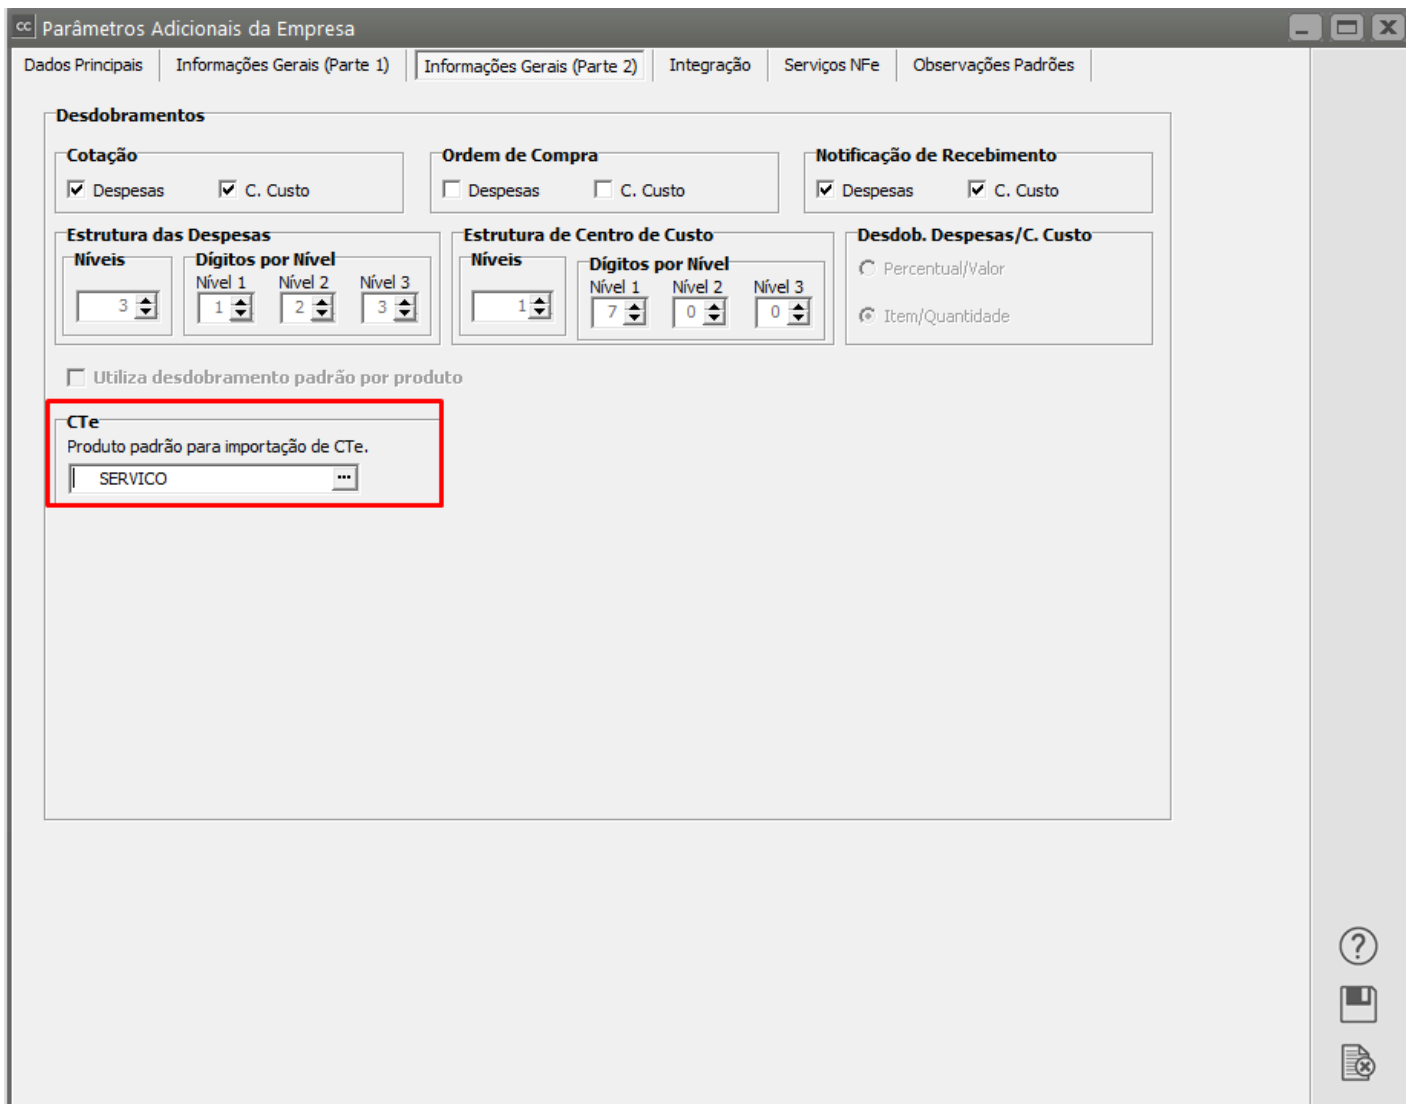 cc Parâmetros Adicionais da Empresa
Dados Principais Informações Gerais (Parte 1) Informações Gerais (Parte 2) Integração Serviços NFe Observações Padrões
Desdobramentos
Cotação
Despesas C. Custo
Ordem de Compra
Despesas C. Custo
Notificação de Recebimento
Despesas C. Custo
Estrutura das Despesas
Níveis
3
Dígitos por Nível
Nível 1 Nível 2 Nível 3
1 2 3
Estrutura de Centro de Custo
Níveis
1
Dígitos por Nível
Nível 1 Nível 2 Nível 3
7 0 0
Desdob. Despesas/C. Custo
Percentual/Valor
Item/Quantidade
Utiliza desdobramento padrão por produto
CTe
Produto padrão para importação de CTe.
SERVICO ...